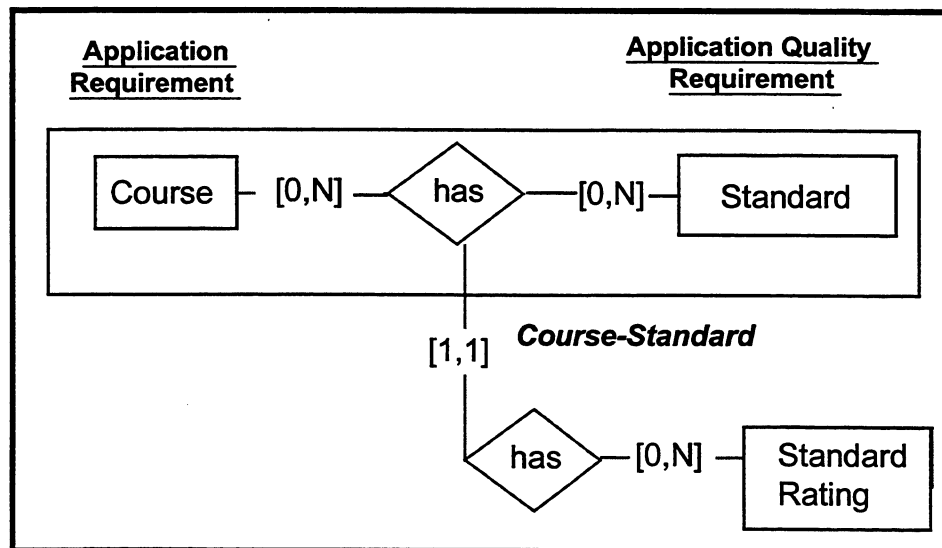 Application
Requirement
Application Quality
Requirement
Course
[0,N]
has
[0,N]
Standard
[1,1]
Course-Standard
has
[0,N]
Standard
Rating